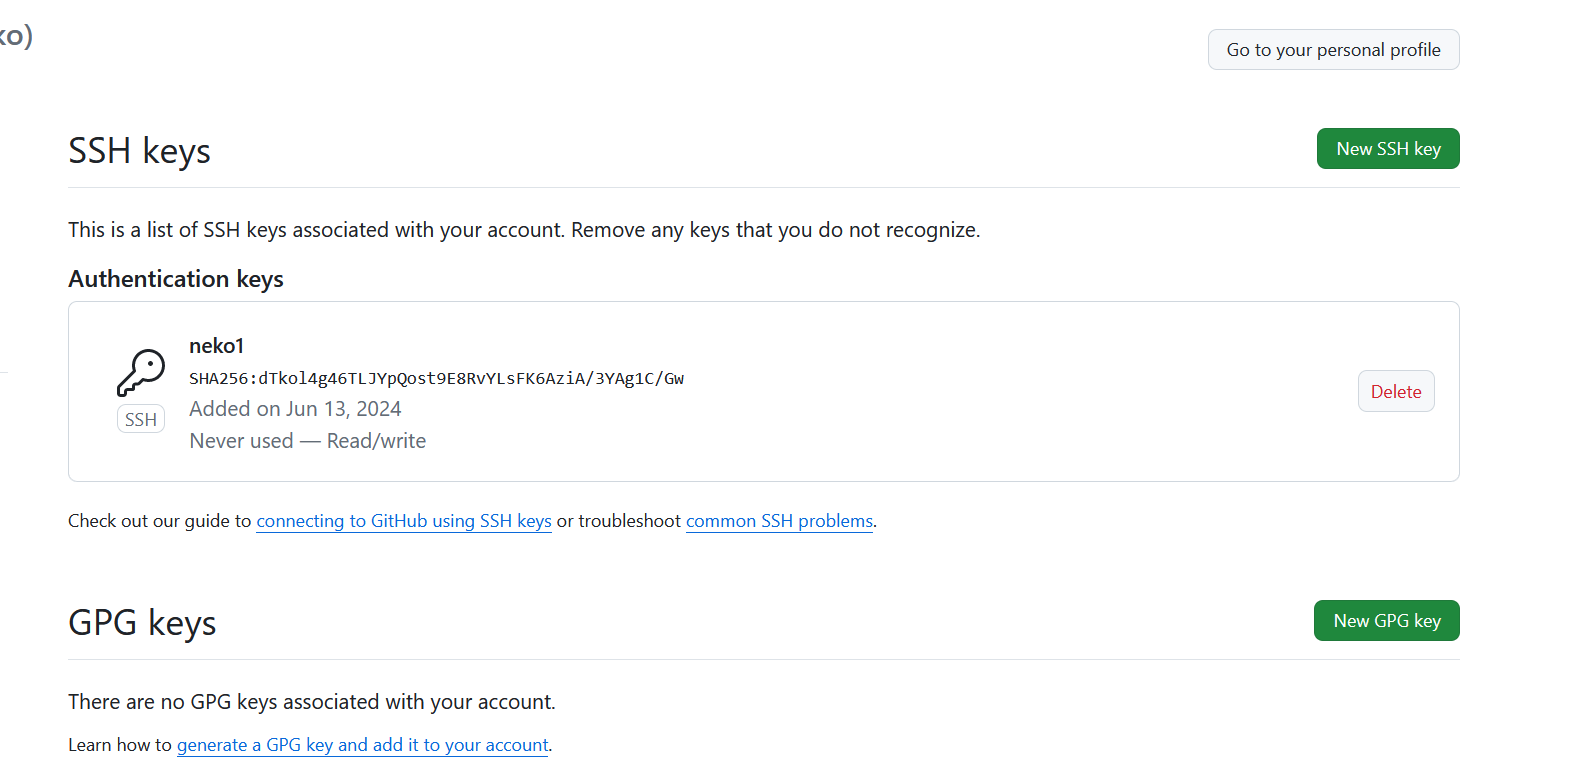 ko)
Go to your personal profile
SSH keys
New SSH key
This is a list of SSH keys associated with your account. Remove any keys that you do not recognize.
Authentication keys
neko1
SHA256:dTkol4g46TLJYpQost9E8RvYLsFK6AziA/3YAg1C/Gw
Added on Jun 13, 2024
Never used — Read/write
SSH
Delete
Check out our guide to connecting to GitHub using SSH keys or troubleshoot common SSH problems.
GPG keys
New GPG key
There are no GPG keys associated with your account.
Learn how to generate a GPG key and add it to your account.